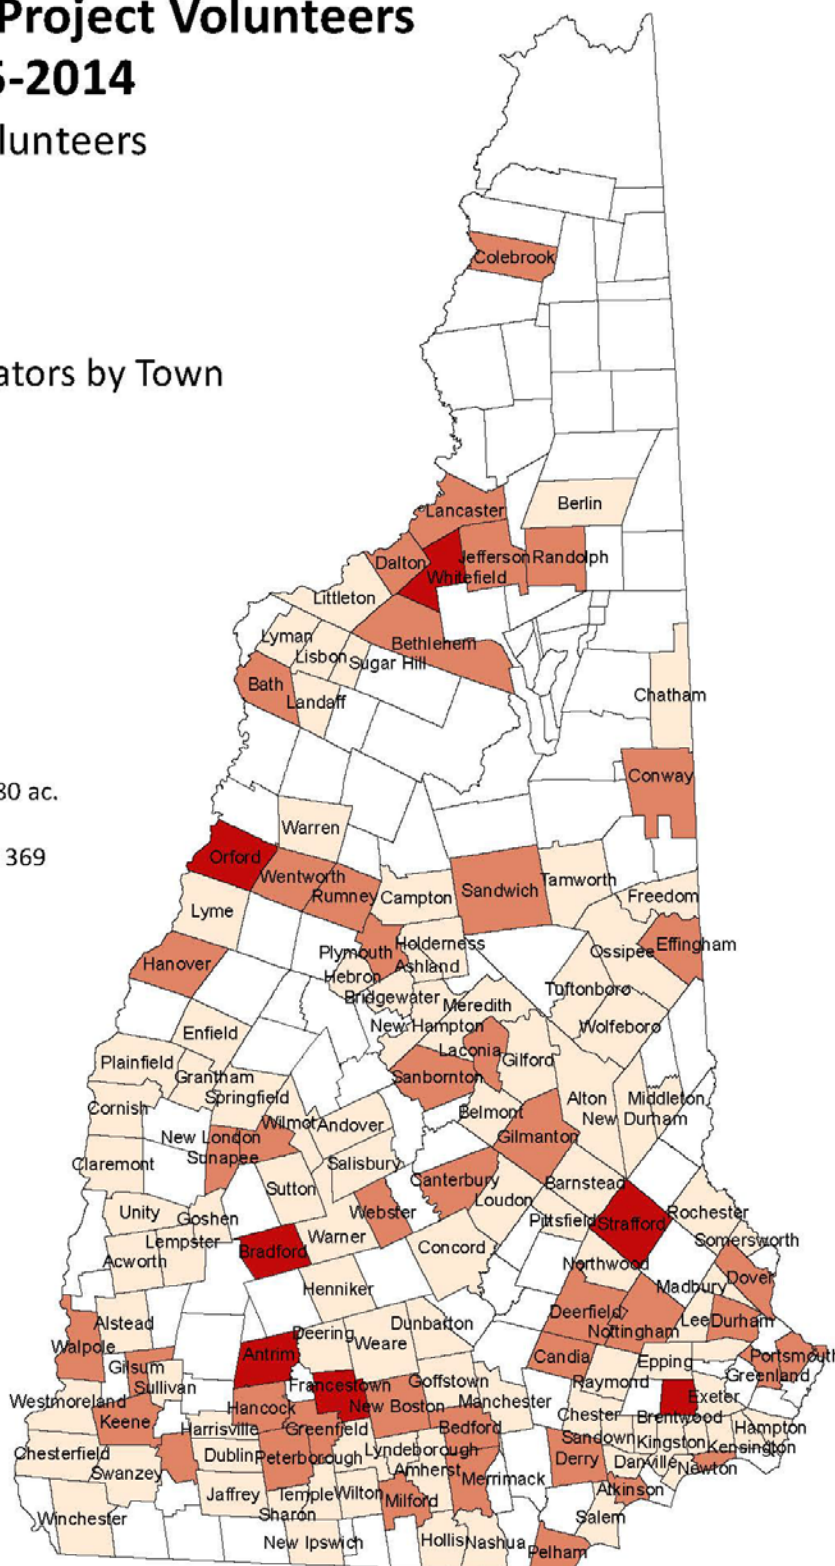 Project Volunteers
5-2014
lunteers
ators by Town
80 ac.
369
Colebrook
Lancaster
Berlin
Dalton
Jefferson
Randolph
Whitefield
Littleton
Lyman
Bethlehem
Lisbon
Sugar Hill
Bath
Landaff
Chatham
Conway
Warren
Orford
Wentworth
Rumney
Campton
Sandwich
Tamworth
Freedom
Lyme
Plymouth
Holderness
Ossipee
Effingham
Hanover
Hebron
Ashland
Bridgewater
Meredith
Tuftonboro
New Hampton
Wolfeboro
Enfield
Laconia
Gilford
Plainfield
Grantham
Sanbornton
Springfield
Cornish
Belmont
Alton
Middleton
New Durham
Wilmot
Andover
Gilmanton
New London
Sunapee
Claremont
Salisbury
Canterbury
Barnstead
Sutton
Loudon
Unity
Goshen
Webster
Pittsfield
Strafford
Rochester
Lempster
Bradford
Warner
Concord
Somersworth
Acworth
Northwood
Henniker
Madbury
Dover
Alstead
Deering
Dunbarton
Deerfield
Nottingham
Lee
Durham
Walpole
Weare
Antrim
Candia
Epping
Portsmouth
Gilsum
Greenland
Sullivan
Francestown
Goffstown
Raymond
Westmoreland
Hancock
New Boston
Manchester
Exeter
Keene
Chester
Brentwood
Harrisville
Greenfield
Bedford
Hampton
Sandown
Kingston
Kensington
Chesterfield
Dublin
Peterborough
Lyndeborough
Derry
Danville
Newton
Swanzey
Amherst
Merrimack
Jaffrey
Temple
Wilton
Milford
Atkinson
Winchester
Sharon
Salem
New Ipswich
Hollis
Nashua
Pelham